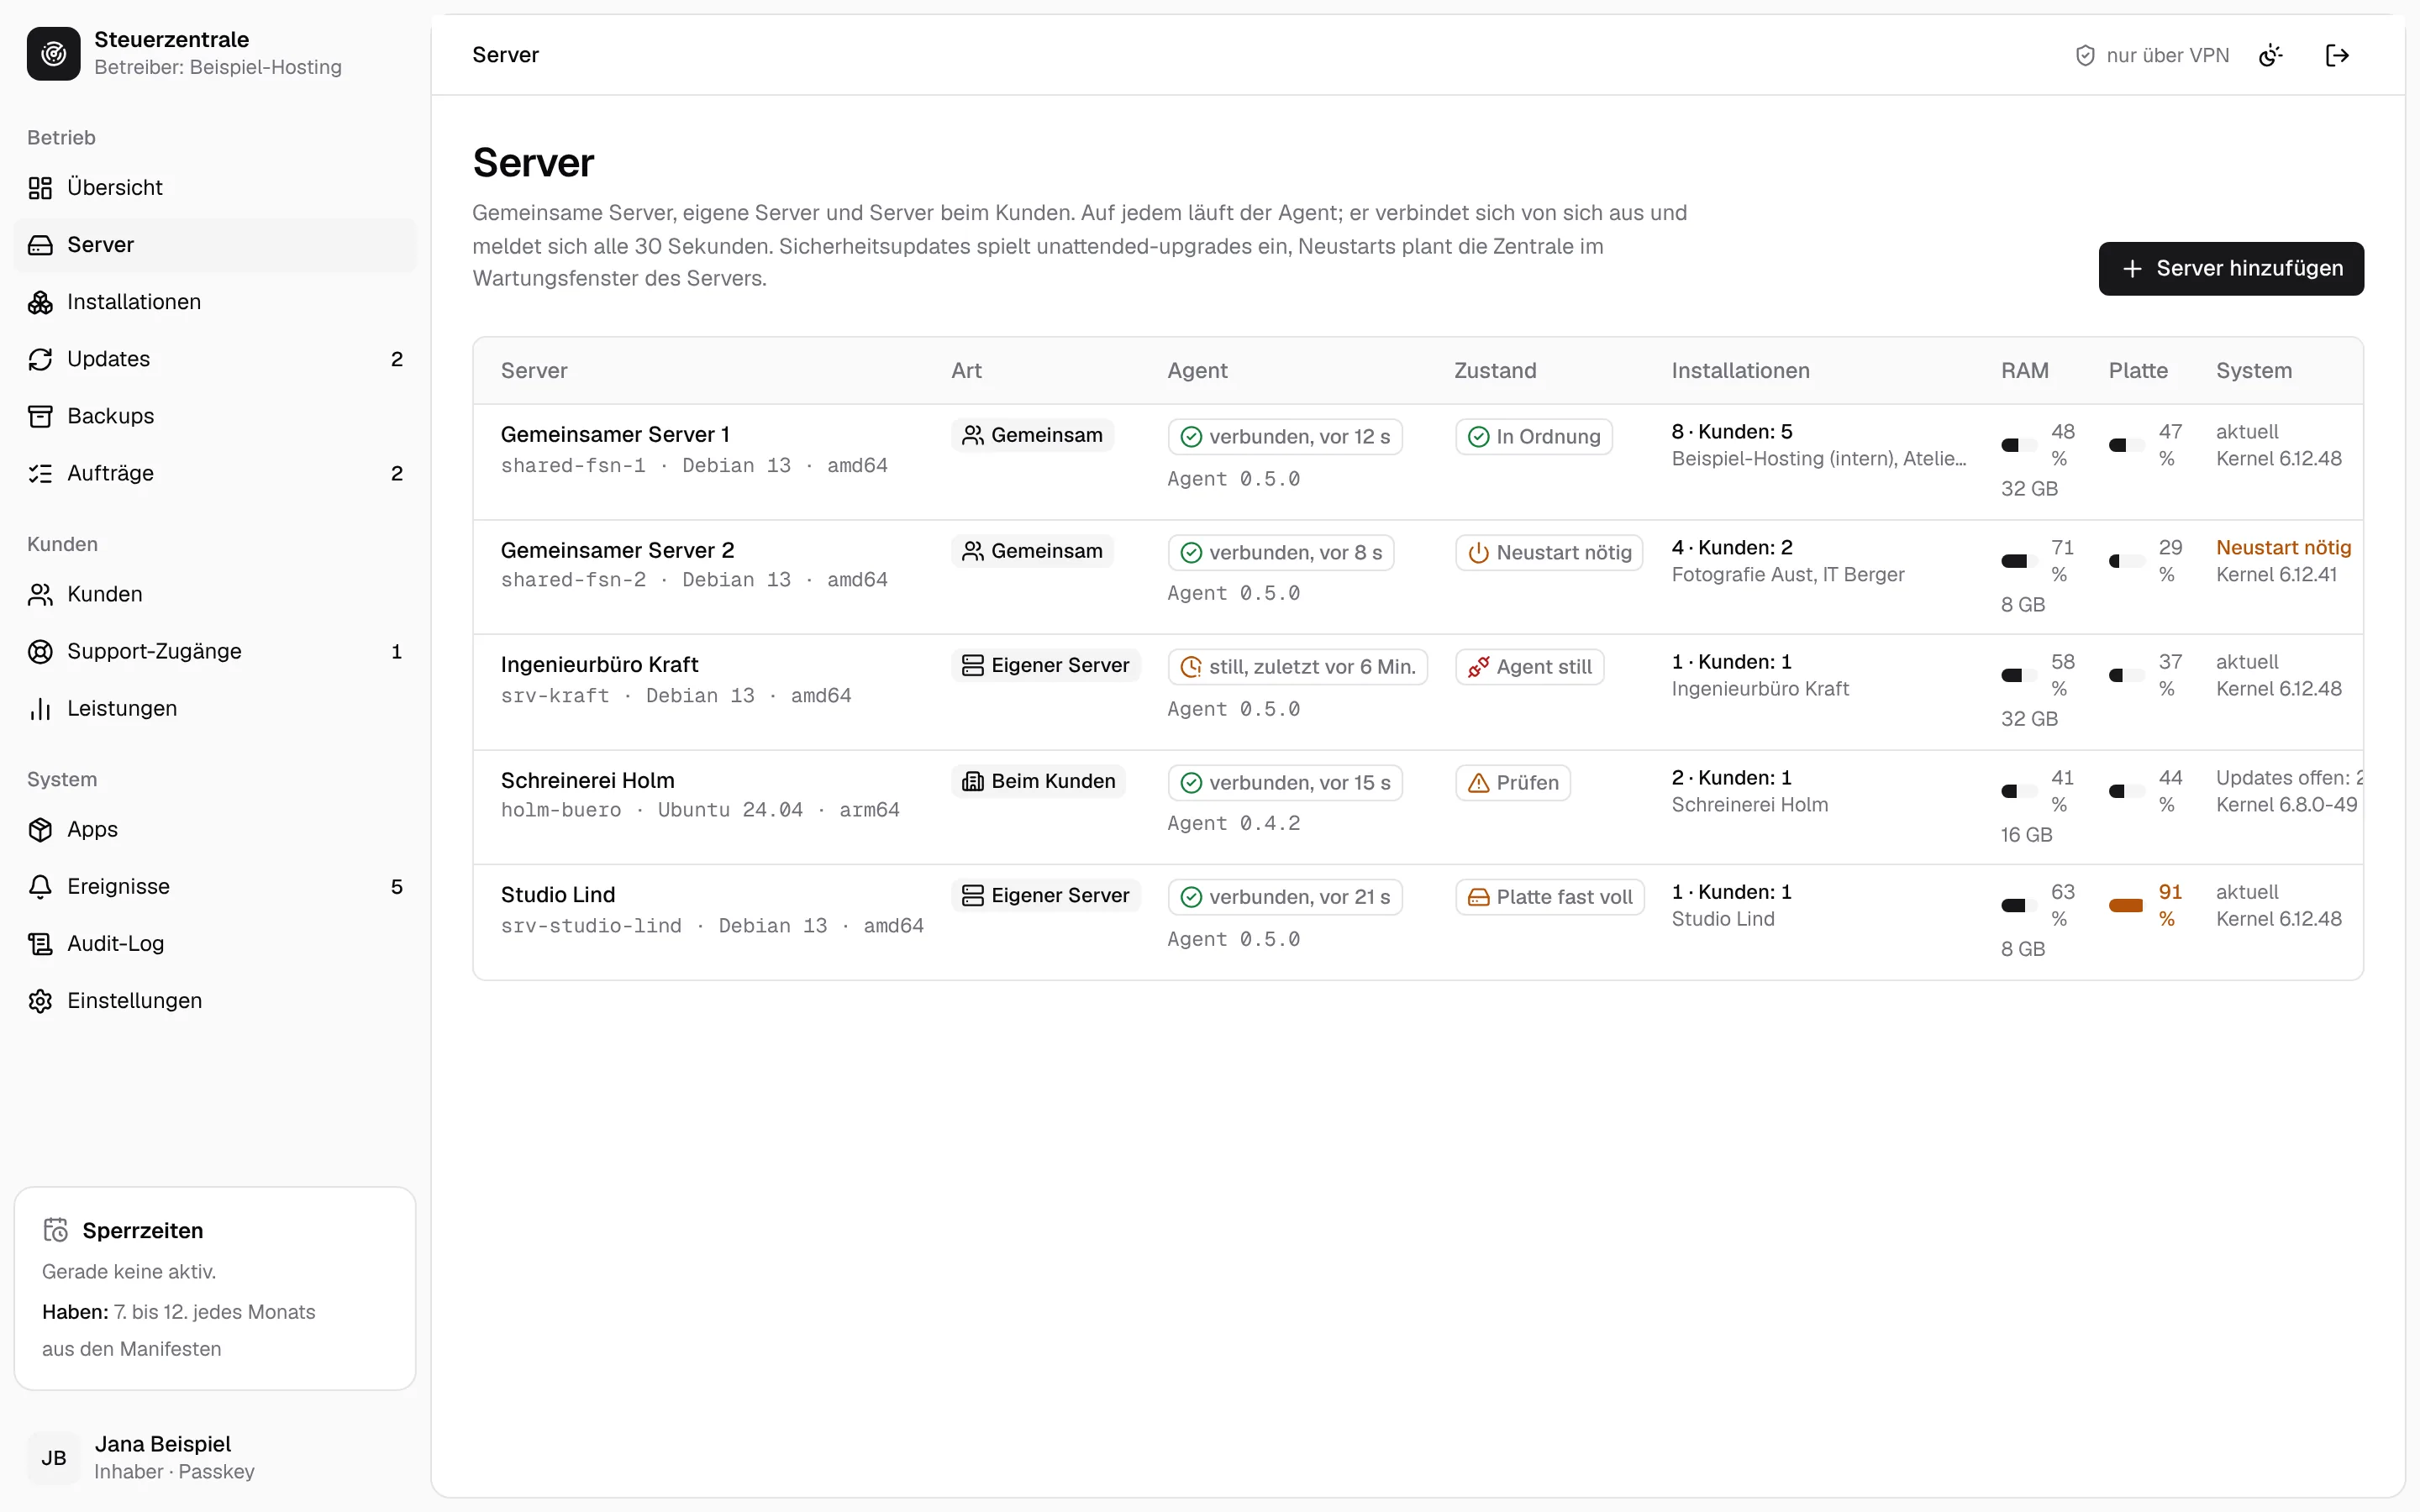 Steuerzentrale
Betreiber: Beispiel-Hosting
Betrieb
Übersicht
Server
Installationen
Updates 2
Backups
Aufträge 2
Kunden
Kunden
Support-Zugänge 1
Leistungen
System
Apps
Ereignisse 5
Audit-Log
Einstellungen
Sperrzeiten
Gerade keine aktiv.
Haben: 7. bis 12. jedes Monats
aus den Manifesten
JB
Jana Beispiel
Inhaber · Passkey
Server
nur über VPN
Server
Gemeinsame Server, eigene Server und Server beim Kunden. Auf jedem läuft der Agent; er verbindet sich von sich aus und
meldet sich alle 30 Sekunden. Sicherheitsupdates spielt unattended-upgrades ein, Neustarts plant die Zentrale im
Wartungsfenster des Servers.
Server hinzufügen
Server Art Agent Zustand Installationen RAM Platte System
Gemeinsamer Server 1 Gemeinsam verbunden, vor 12 s In Ordnung 8 · Kunden: 5 48 % 47 % aktuell
shared-fsn-1 · Debian 13 · amd64 Agent 0.5.0 Beispiel-Hosting (intern), Atelie… 32 GB Kernel 6.12.48
Gemeinsamer Server 2 Gemeinsam verbunden, vor 8 s Neustart nötig 4 · Kunden: 2 71 % 29 % Neustart nötig
shared-fsn-2 · Debian 13 · amd64 Agent 0.5.0 Fotografie Aust, IT Berger 8 GB Kernel 6.12.41
Ingenieurbüro Kraft Eigener Server still, zuletzt vor 6 Min. Agent still 1 · Kunden: 1 58 % 37 % aktuell
srv-kraft · Debian 13 · amd64 Agent 0.5.0 Ingenieurbüro Kraft 32 GB Kernel 6.12.48
Schreinerei Holm Beim Kunden verbunden, vor 15 s Prüfen 2 · Kunden: 1 41 % 44 % Updates offen:
holm-buero · Ubuntu 24.04 · arm64 Agent 0.4.2 Schreinerei Holm 16 GB Kernel 6.8.0-49
Studio Lind Eigener Server verbunden, vor 21 s Platte fast voll 1 · Kunden: 1 63 % 91 % aktuell
srv-studio-lind · Debian 13 · amd64 Agent 0.5.0 Studio Lind 8 GB Kernel 6.12.48